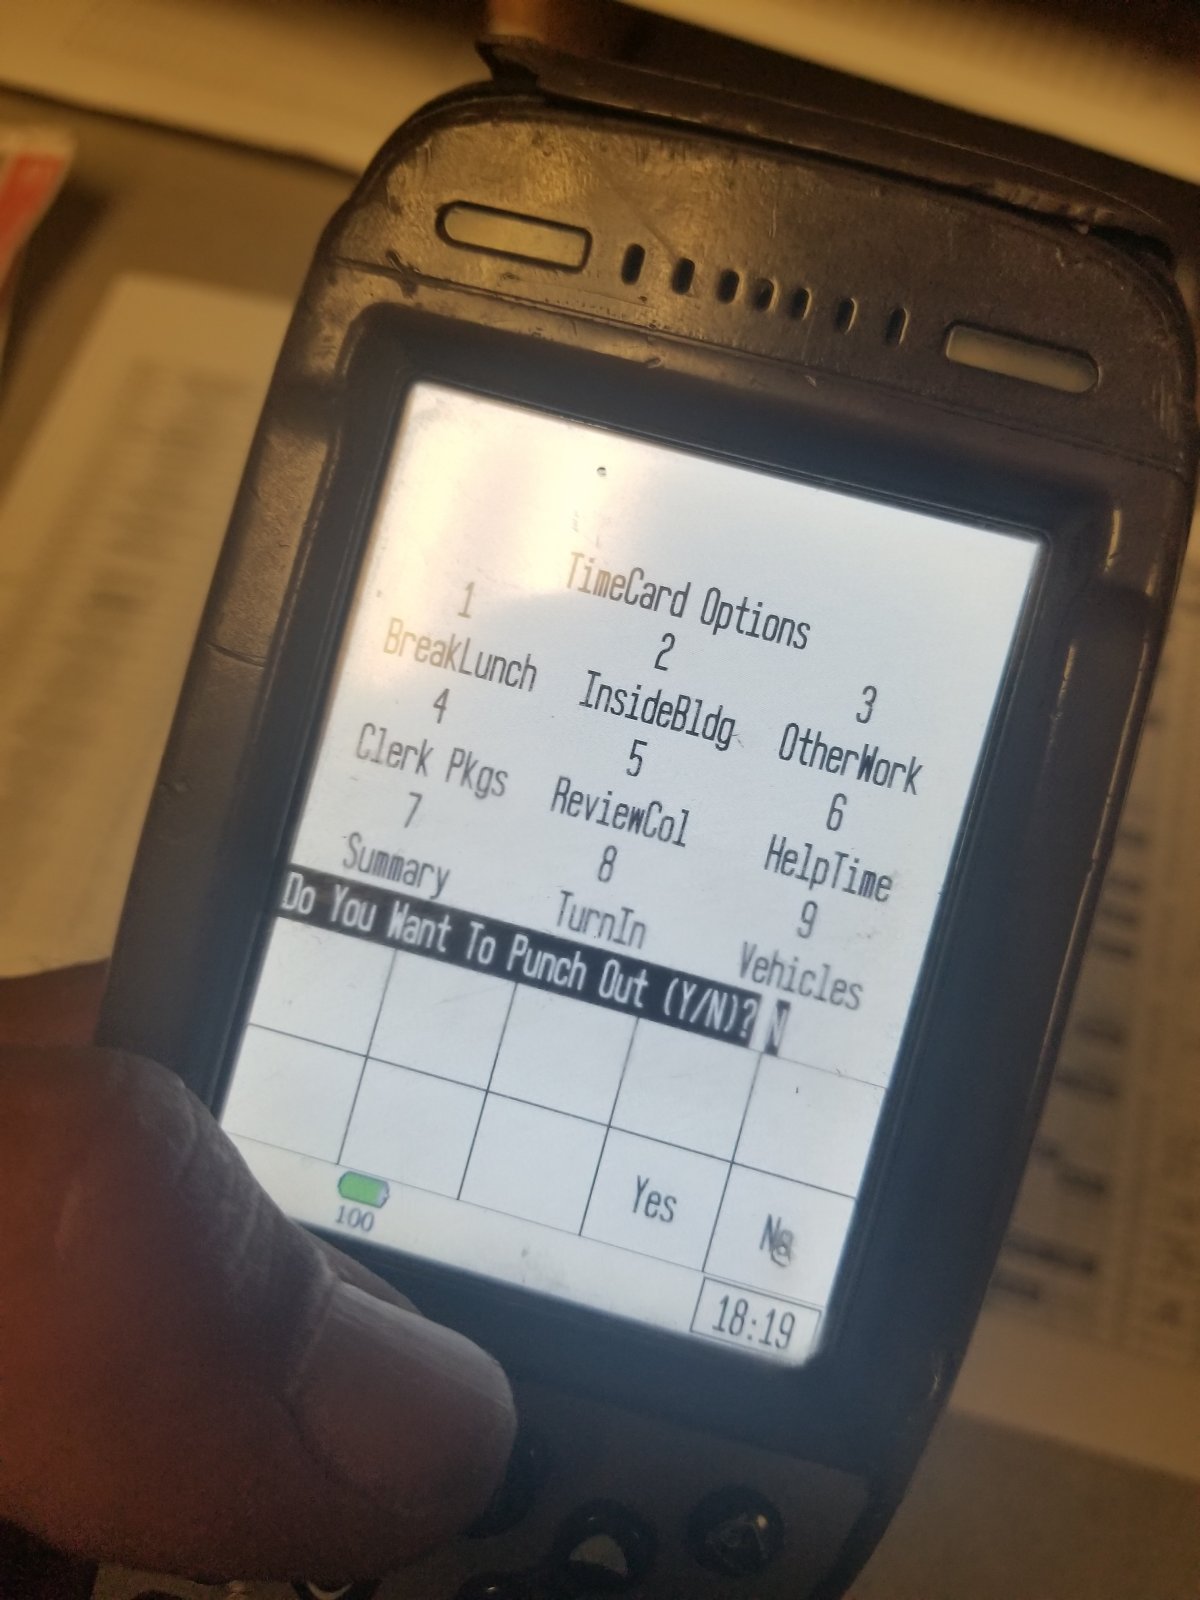 TimeCard Options
1 2 3
BreakLunch InsideBldg OtherWork
4 5 6
Clerk Pkgs ReviewCol HelpTime
7 8 9
Summary TurnIn Vehicles
Do You Want To Punch Out (Y/N)? N
Yes No
100
18:19